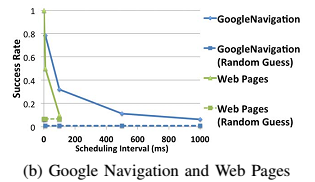 1
0.8
0.6
0.4
0.2
0
Success Rate
0 200 400 600 800 1000
Scheduling Interval (ms)
GoogleNavigation
GoogleNavigation
(Random Guess)
Web Pages
Web Pages
(Random Guess)
(b) Google Navigation and Web Pages